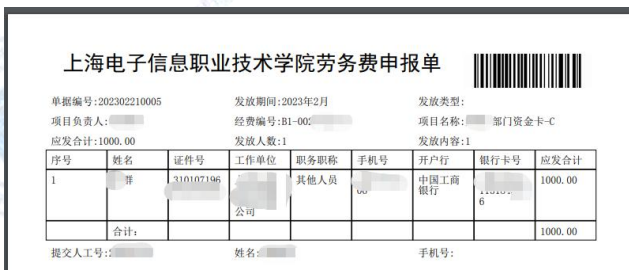 上海电子信息职业技术学院劳务费申报单
单据编号:202302210005 发放期间:2023年2月 发放类型:
项目负责人: 经费编号:B1-002 项目名称: 部门资金卡-C
应发合计:1000.00 发放人数:1 发放内容:1
序号 姓名 证件号 工作单位 职务职称 手机号 开户行 银行卡号 应发合计
1 群 310107196 公司 其他人员 中国工商银行 6 1000.00
合计: 1000.00
提交人工号: 姓名: 手机号: